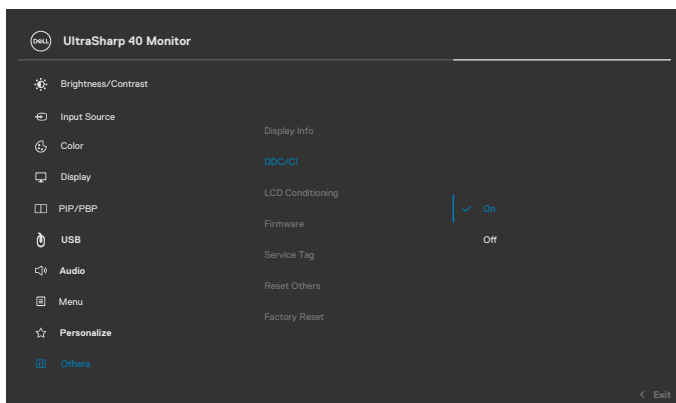 DELL UltraSharp 40 Monitor
Brightness/Contrast
Input Source
Color
Display
PIP/PBP
USB
Audio
Menu
Personalize
Others
Display Info
DDC/CI
LCD Conditioning
Firmware
Service Tag
Reset Others
Factory Reset
On
Off
Exit